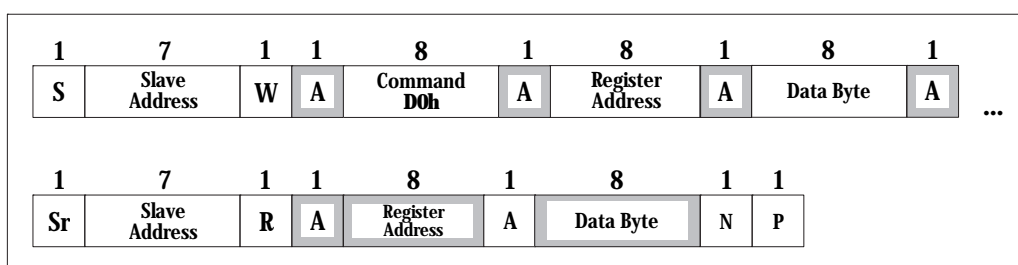 1 7 1 1 8 1 8 1 8 1
S Slave Address W A Command D0h A Register Address A Data Byte A ...
1 7 1 1 8 1 8 1 1
Sr Slave Address R A Register Address A Data Byte N P